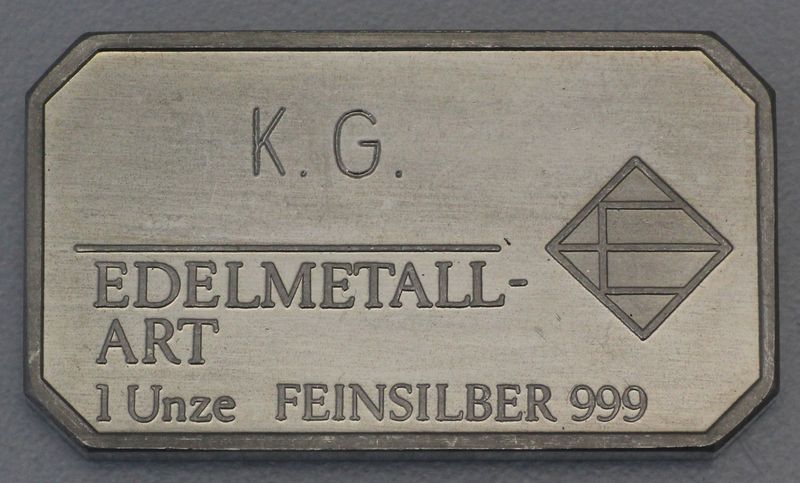 K. G.
EDELMETALL-
ART
1 Unze FEINSILBER 999